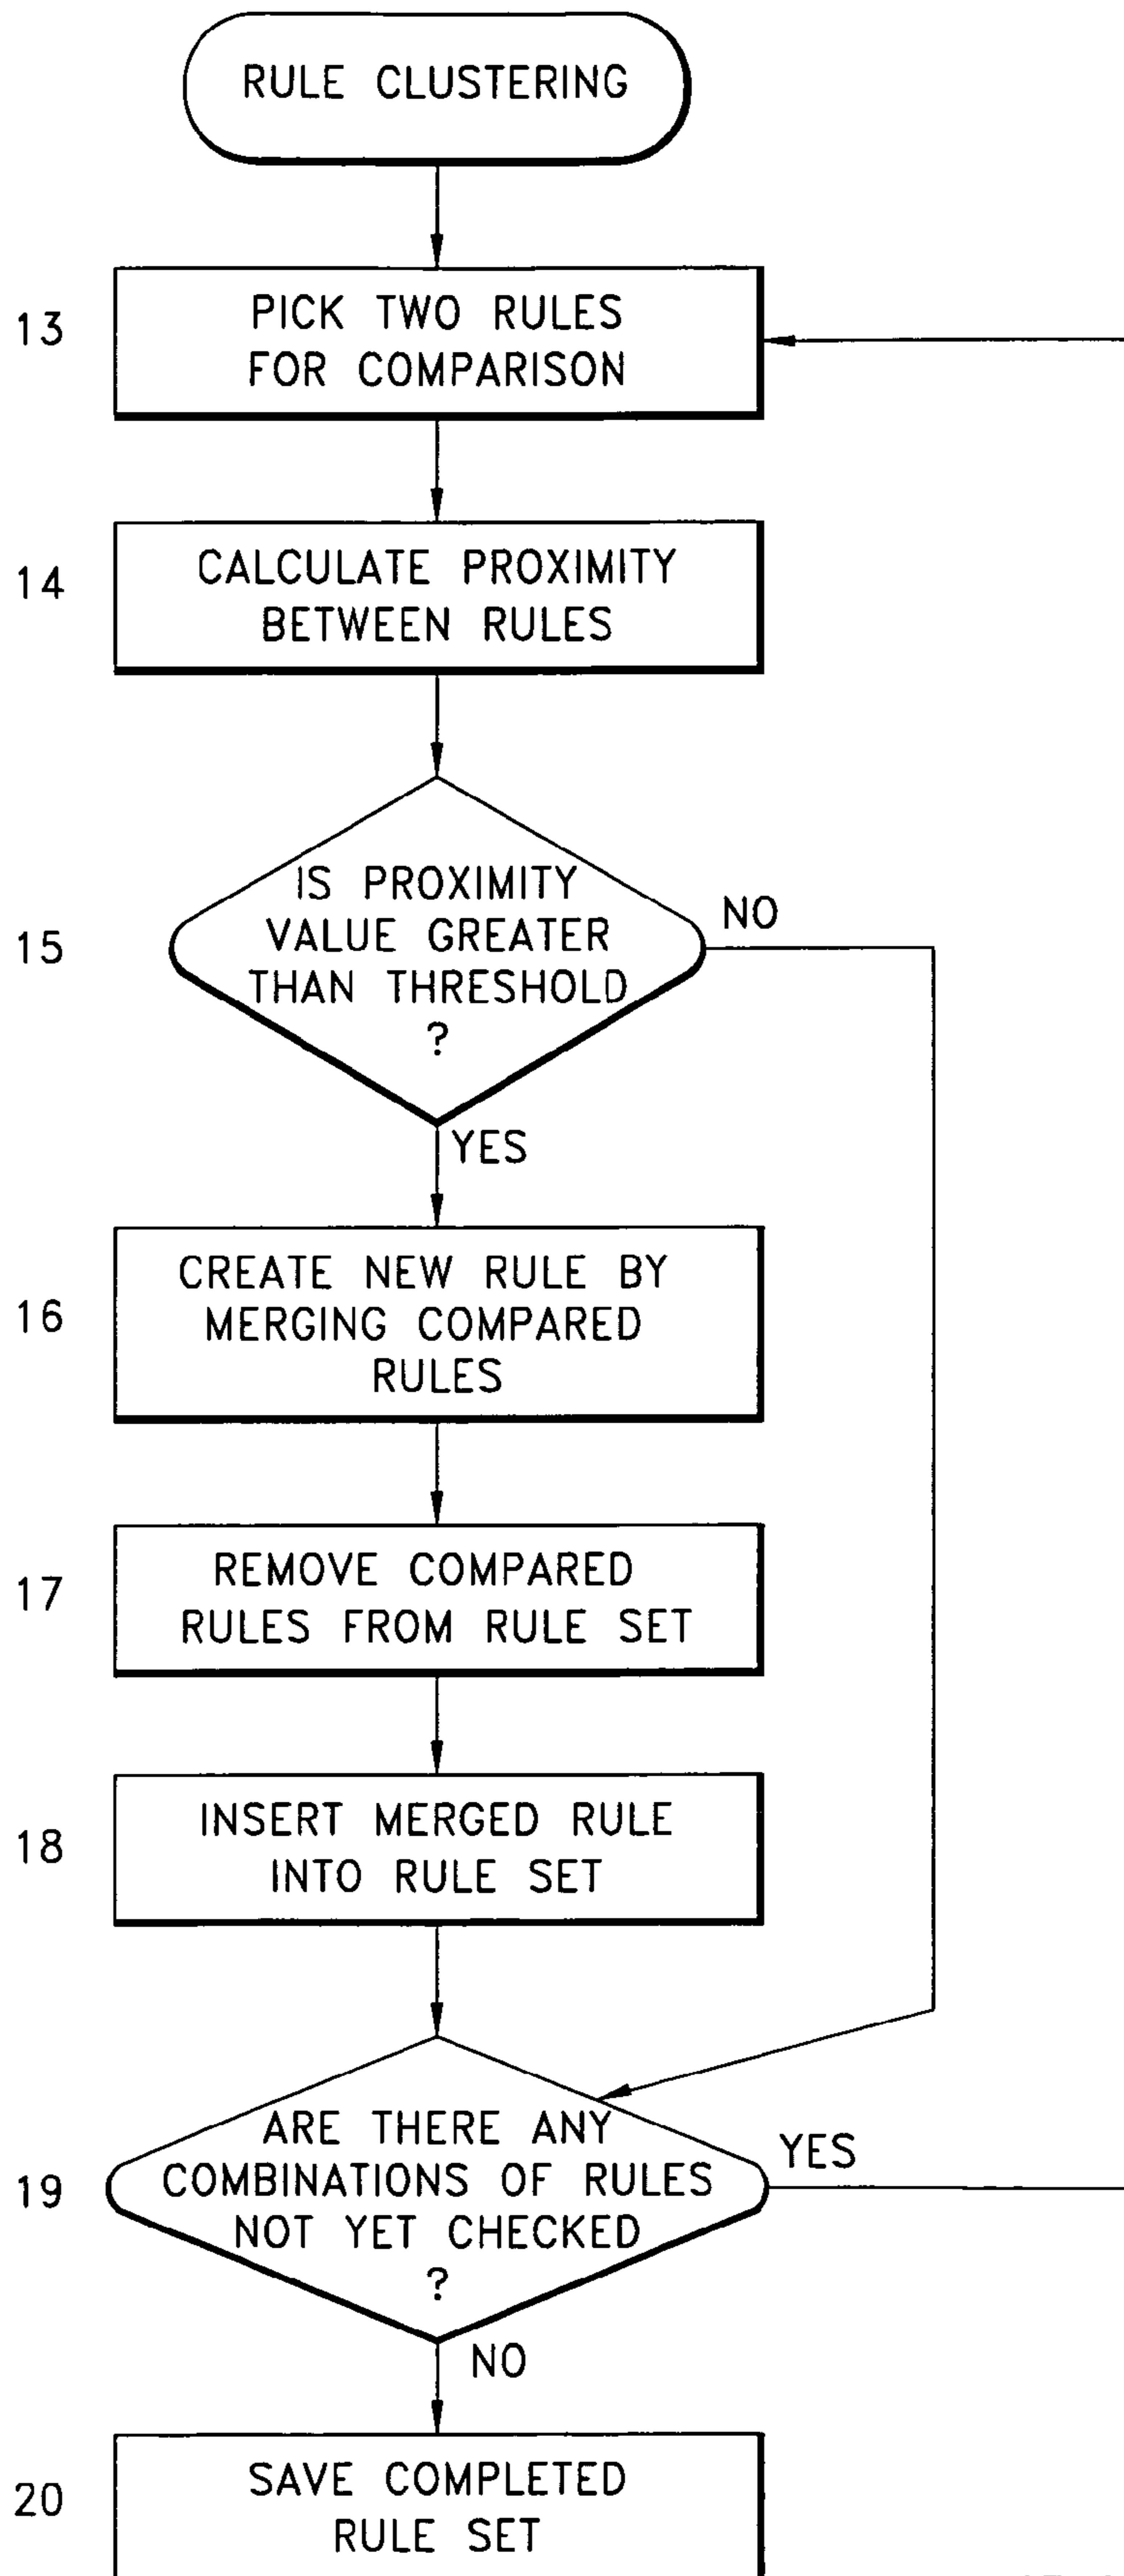 RULE CLUSTERING
13
PICK TWO RULES
FOR COMPARISON
14
CALCULATE PROXIMITY
BETWEEN RULES
15
IS PROXIMITY
VALUE GREATER
THAN THRESHOLD
?
NO
YES
16
CREATE NEW RULE BY
MERGING COMPARED
RULES
17
REMOVE COMPARED
RULES FROM RULE SET
18
INSERT MERGED RULE
INTO RULE SET
19
ARE THERE ANY
COMBINATIONS OF RULES
NOT YET CHECKED
?
YES
NO
20
SAVE COMPLETED
RULE SET